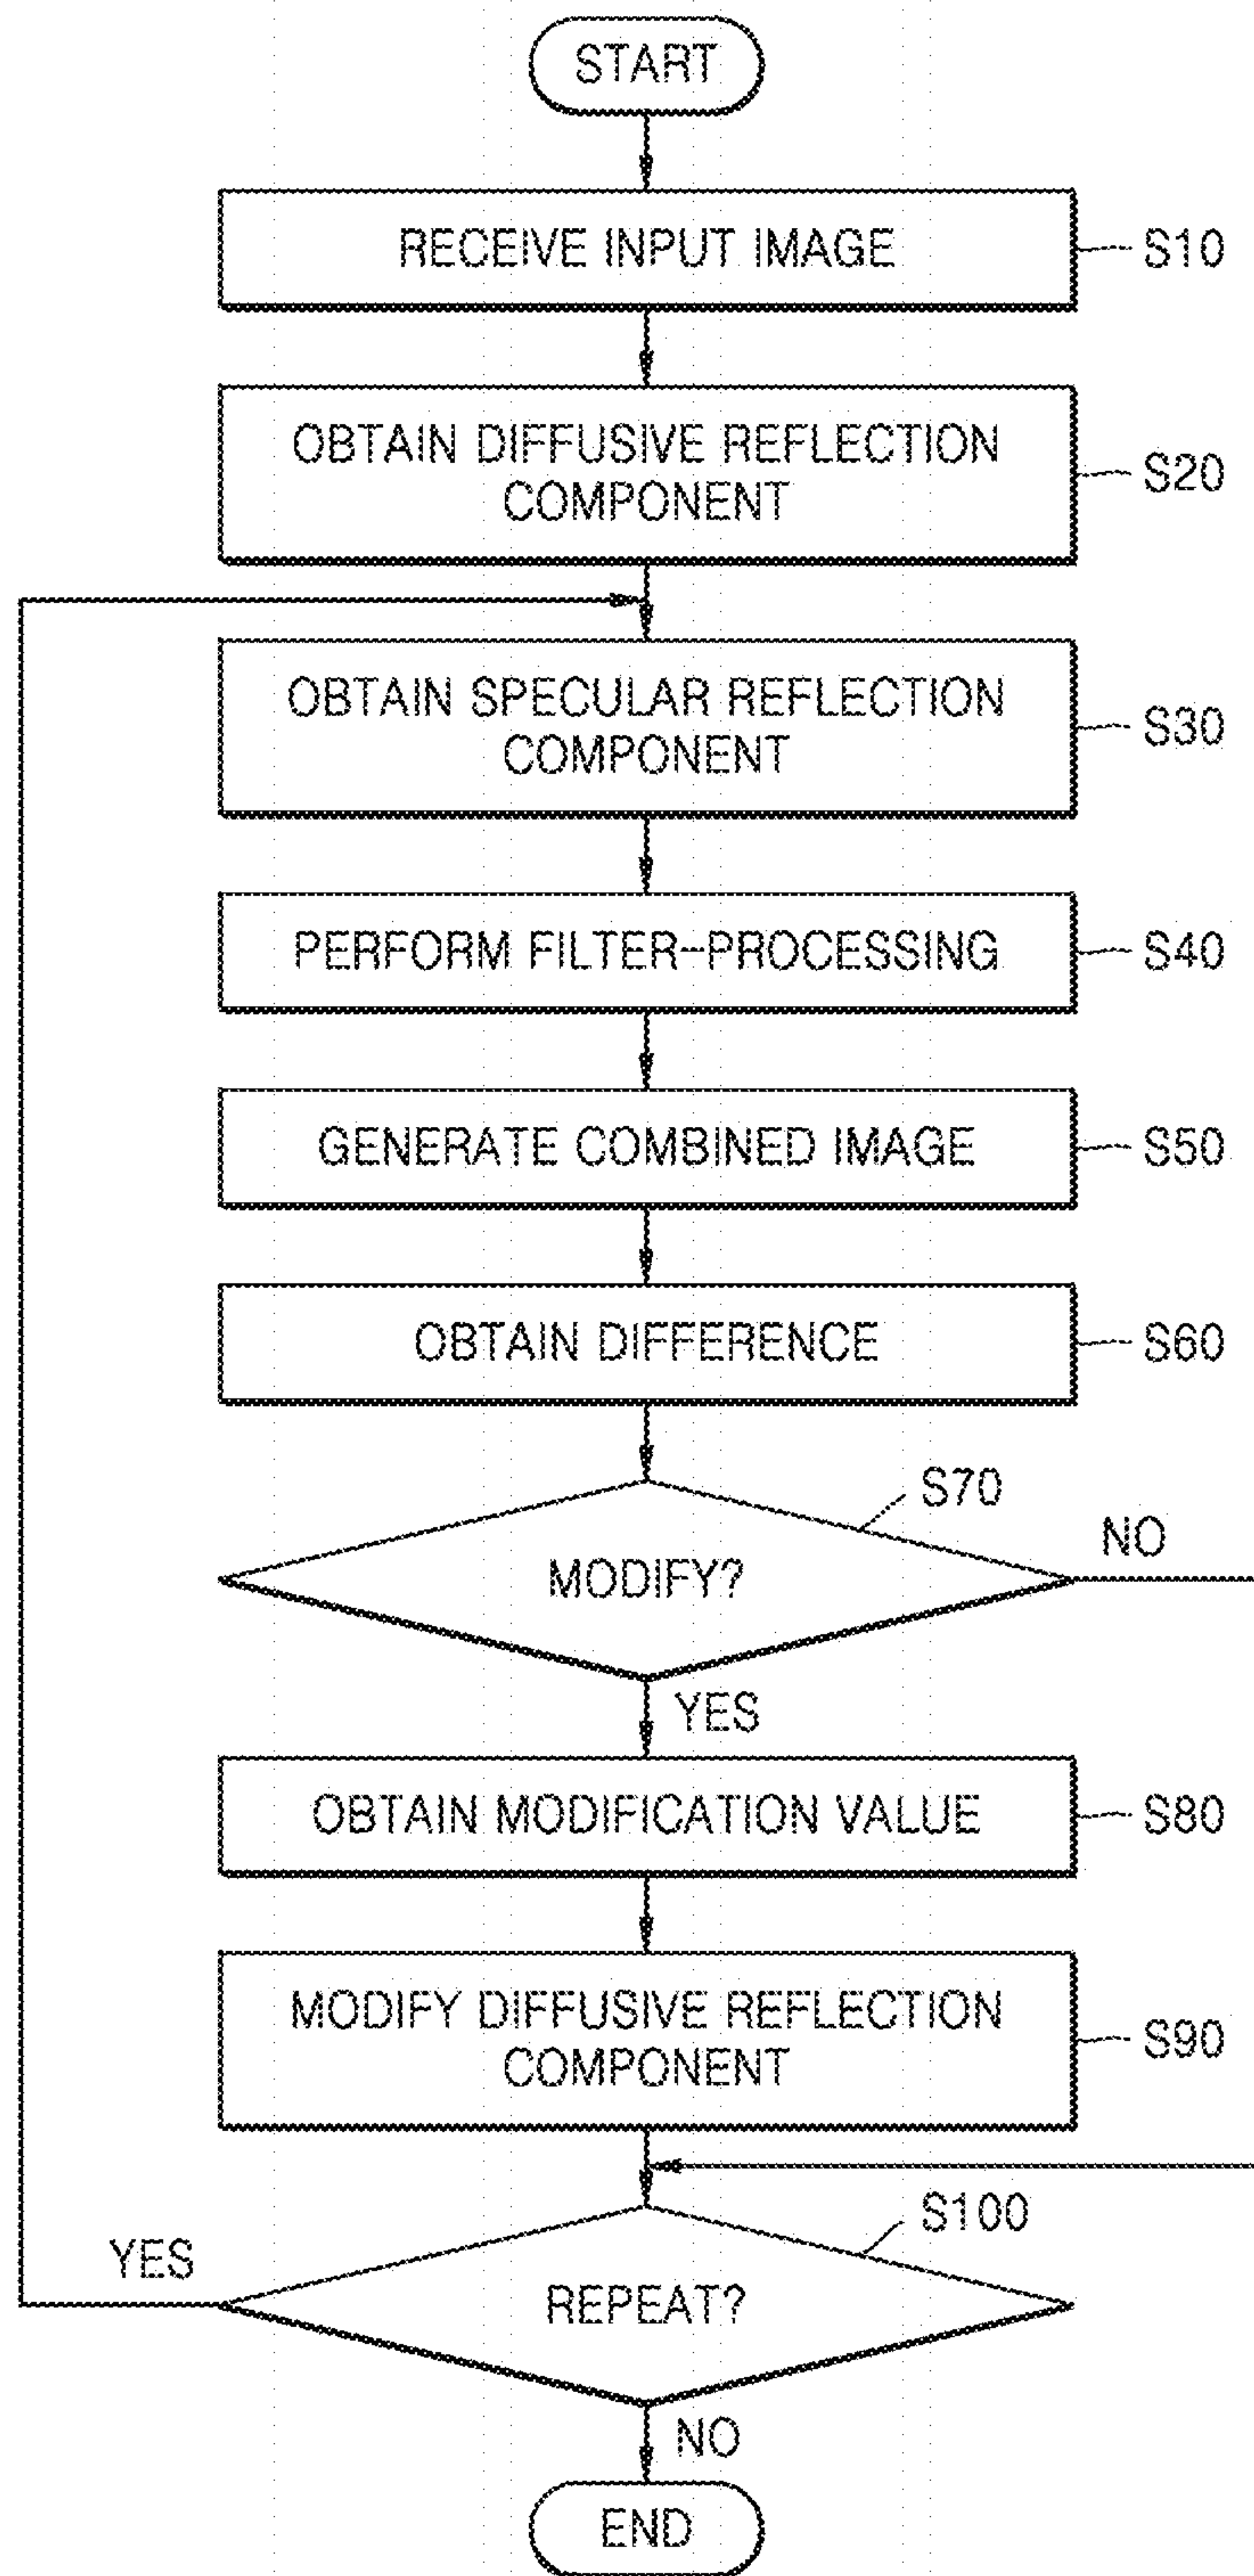 START
RECEIVE INPUT IMAGE
S10
OBTAIN DIFFUSIVE REFLECTION
COMPONENT
S20
OBTAIN SPECULAR REFLECTION
COMPONENT
S30
PERFORM FILTER-PROCESSING
S40
GENERATE COMBINED IMAGE
S50
OBTAIN DIFFERENCE
S60
S70
MODIFY?
NO
YES
OBTAIN MODIFICATION VALUE
S80
MODIFY DIFFUSIVE REFLECTION
COMPONENT
S90
S100
YES
REPEAT?
NO
END